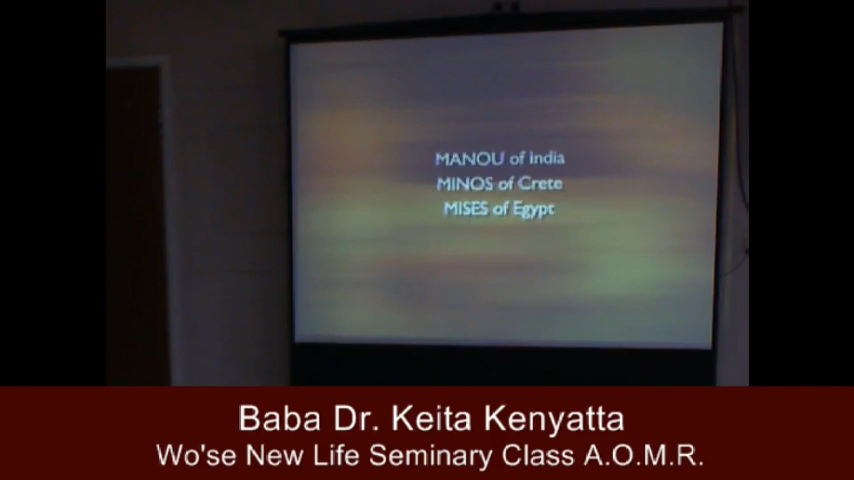 MANOU of India
MINOS of Crete
MISES of Egypt
Baba Dr. Keita Kenyatta
Wo'se New Life Seminary Class A.O.M.R.